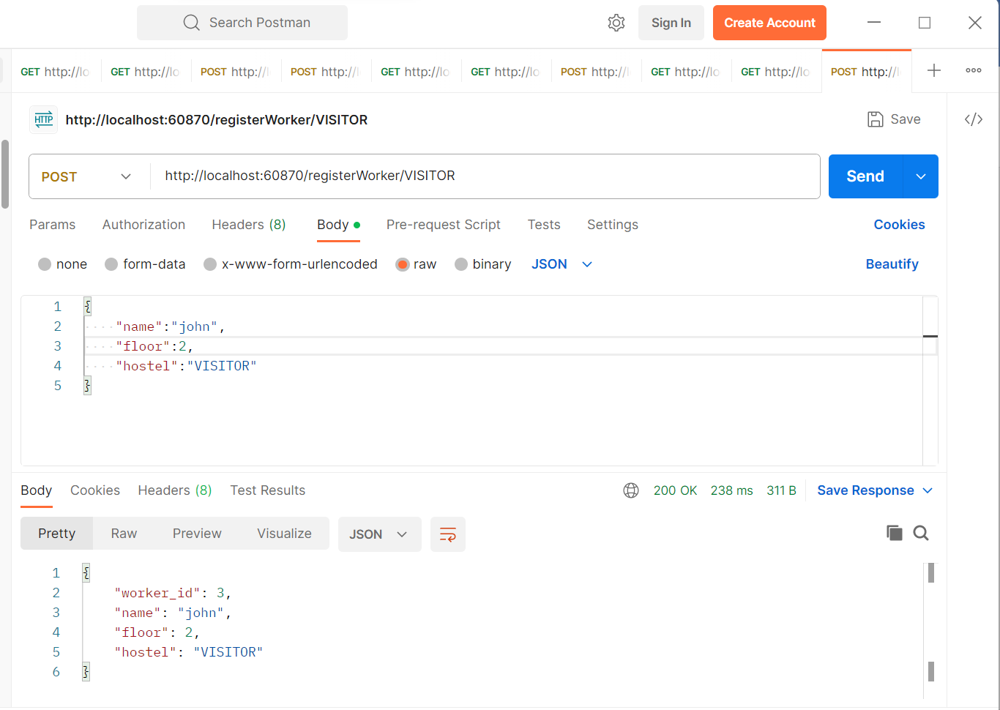 Search Postman
Sign In
Create Account
GET http://lo
GET http://lo
POST http://l
POST http://l
GET http://lo
GET http://lo
POST http://l
GET http://lo
GET http://lo
POST http://l
HTTP http://localhost:60870/registerWorker/VISITOR
Save
POST http://localhost:60870/registerWorker/VISITOR
Send
Params Authorization Headers (8) Body Pre-request Script Tests Settings Cookies
none form-data x-www-form-urlencoded raw binary JSON Beautify
1 {
2 "name":"john",
3 "floor":2,
4 "hostel":"VISITOR"
5 }
Body Cookies Headers (8) Test Results 200 OK 238 ms 311 B Save Response
Pretty Raw Preview Visualize JSON
1 {
2 "worker_id": 3,
3 "name": "john",
4 "floor": 2,
5 "hostel": "VISITOR"
6 }